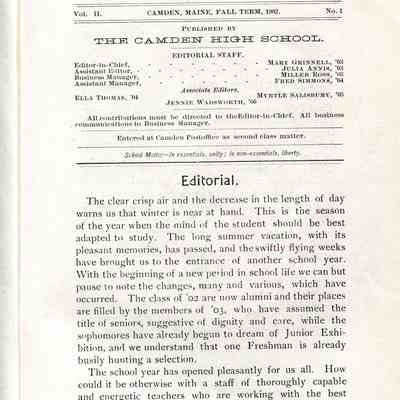 Vol. II. CAMDEN, MAINE, FALL TERM, 1902. No. 1
PUBLISHED BY
THE CAMDEN HIGH SCHOOL.
EDITORIAL STAFF.
Editor-in-Chief, - - - - - - MARY GRINNELL, '03
Assistant Editor, - - - - - - JULIA ANNIS, '03
Business Manager, - - - - - - MILLER ROSS, '03
Assistant Manager, - - - - - - FRED SIMMONS, '04
Associate Editors.
ELLA THOMAS, '04 MYRTLE SALISBURY, '05
JENNIE WADSWORTH, '06
All contributions must be directed to the Editor-in-Chief. All business
communications to Business Manager.
Entered at Camden Postoffice as second class matter.
School Motto:—In essentials, unity; in non-essentials, liberty.
Editorial.
The clear crisp air and the decrease in the length of day
warns us that winter is near at hand. This is the season
of the year when the mind of the student should be best
adapted to study. The long summer vacation, with its
pleasant memories, has passed, and the swiftly flying weeks
have brought us to the entrance of another school year.
With the beginning of a new period in school life we can but
pause to note the changes, many and various, which have
occurred. The class of '02 are now alumni and their places
are filled by the members of '03, who have assumed the
title of seniors, suggestive of dignity and care, while the
sophomores have already began to dream of Junior Exhi-
bition, and we understand that one Freshman is already
busily hunting a selection.
The school year has opened pleasantly for us all. How
could it be otherwise with a staff of thoroughly capable
and energetic teachers who are working with the best